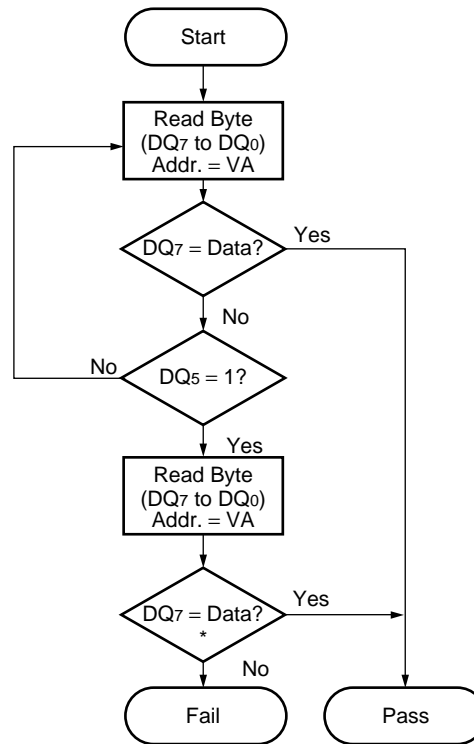 Start
Read Byte
(DQ7 to DQ0)
Addr. = VA
DQ7 = Data?
Yes
No
No
DQ5 = 1?
Yes
Read Byte
(DQ7 to DQ0)
Addr. = VA
DQ7 = Data?
*
Yes
No
Fail
Pass